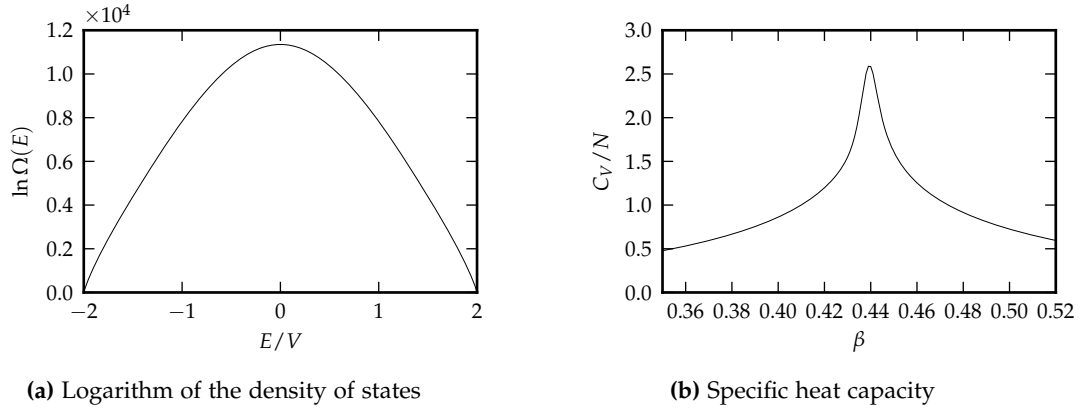 ×10⁴
1.2
1.0
0.8
0.6
0.4
0.2
0.0
ln Ω(E)
−2 −1 0 1 2
E/V
(a) Logarithm of the density of states
3.0
2.5
2.0
1.5
1.0
0.5
0.0
C_V/N
0.36 0.38 0.40 0.42 0.44 0.46 0.48 0.50 0.52
β
(b) Specific heat capacity